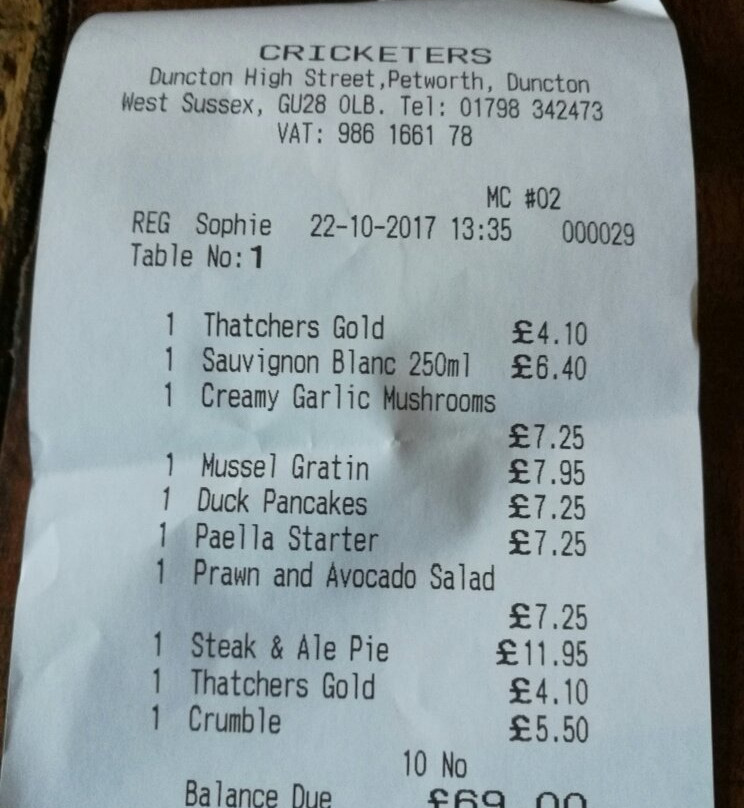 CRICKETERS
Duncton High Street,Petworth, Duncton
West Sussex, GU28 0LB. Tel: 01798 342473
VAT: 986 1661 78
MC #02
REG Sophie 22-10-2017 13:35 000029
Table No:1
1 Thatchers Gold £4.10
1 Sauvignon Blanc 250ml £6.40
1 Creamy Garlic Mushrooms
£7.25
1 Mussel Gratin £7.95
1 Duck Pancakes £7.25
1 Paella Starter £7.25
1 Prawn and Avocado Salad
£7.25
1 Steak & Ale Pie £11.95
1 Thatchers Gold £4.10
1 Crumble £5.50
10 No
Balance Due £69.00